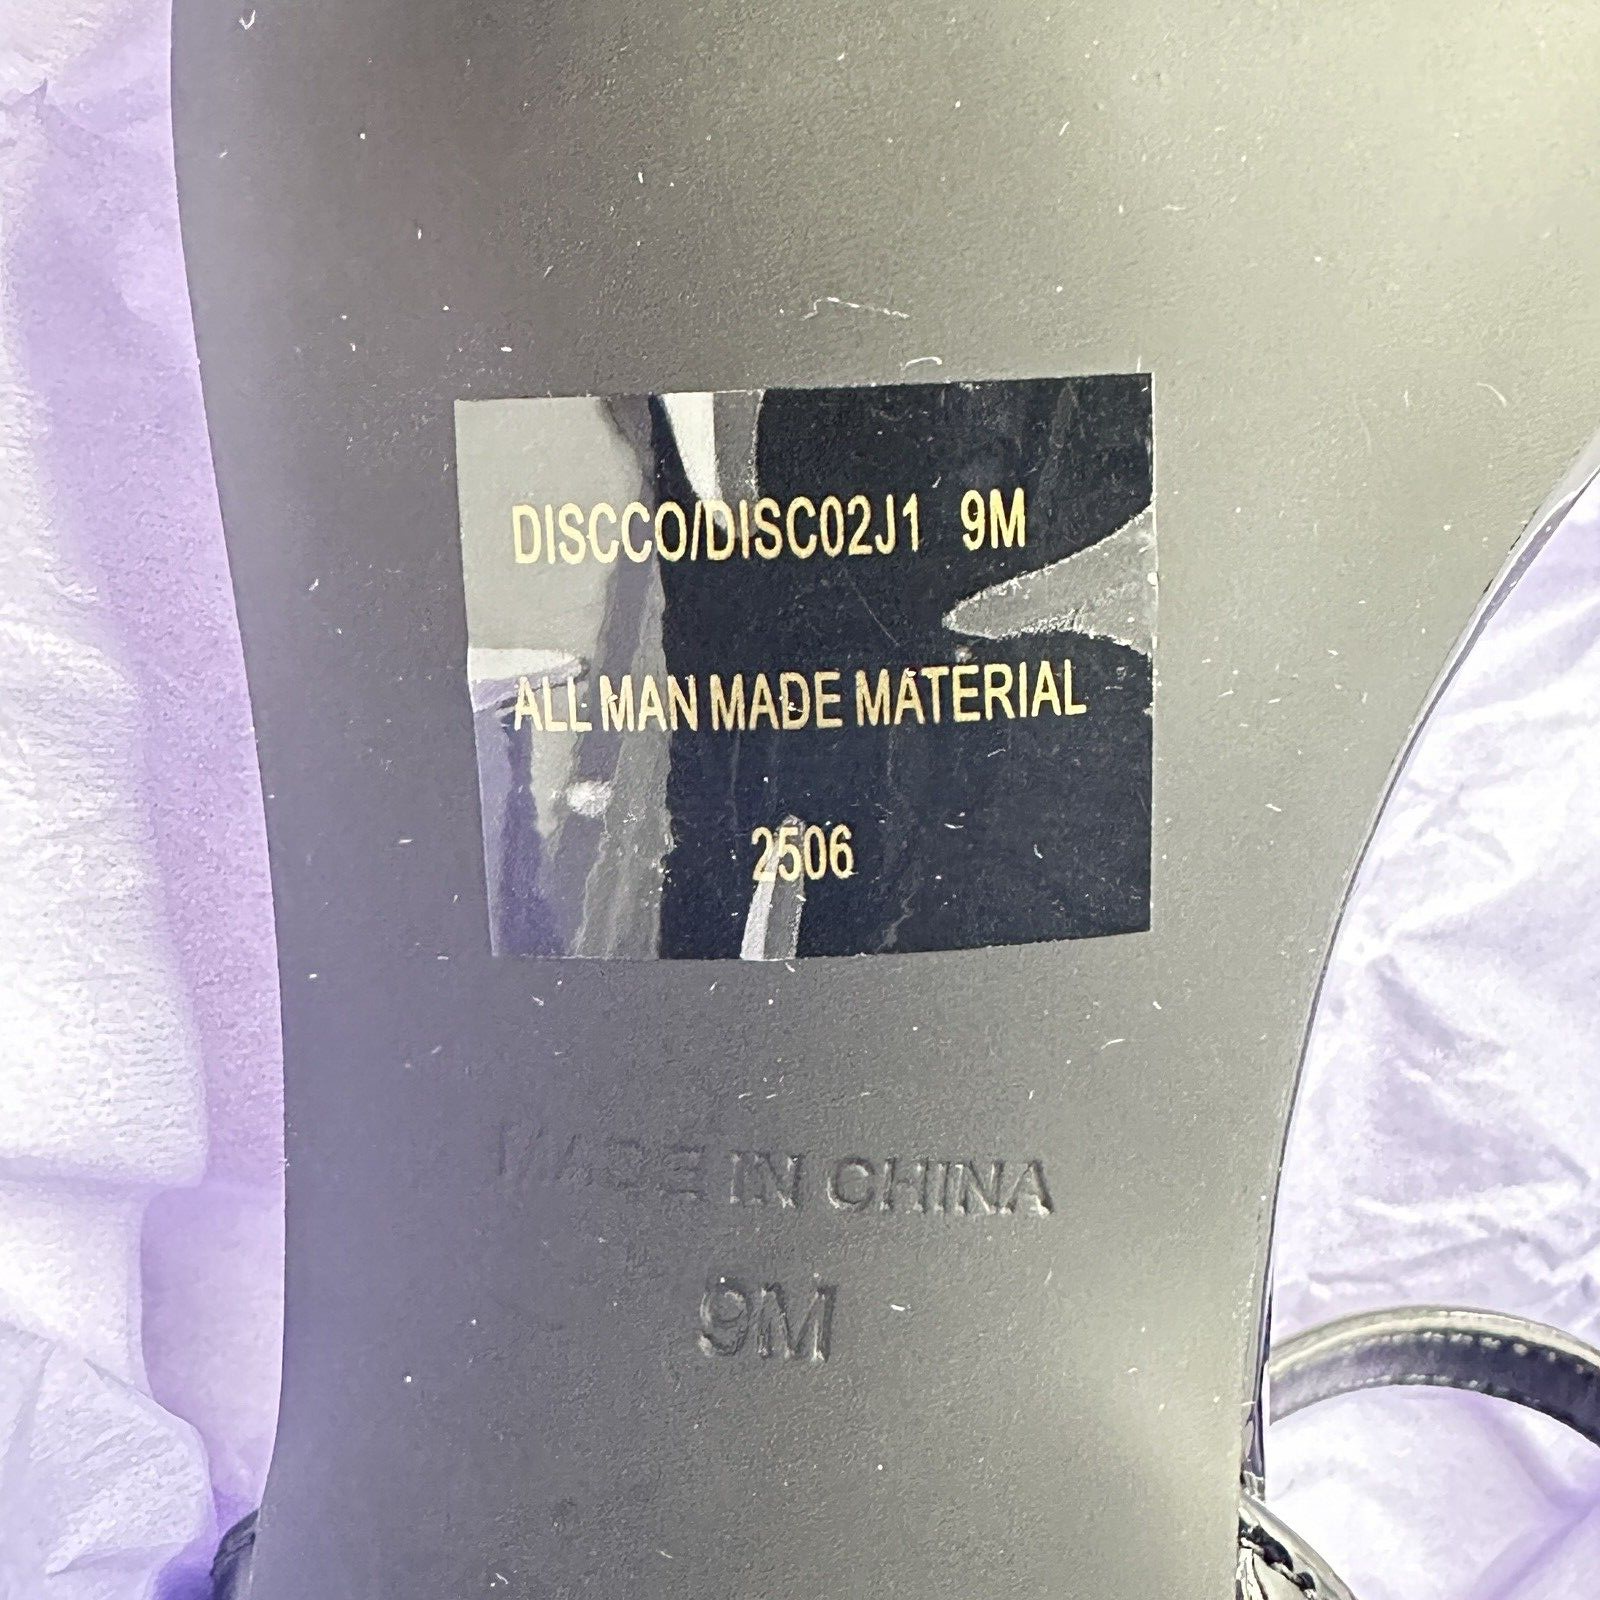 DISCCO/DISC02J1 9M
ALL MAN MADE MATERIAL
2506
MADE IN CHINA
9M